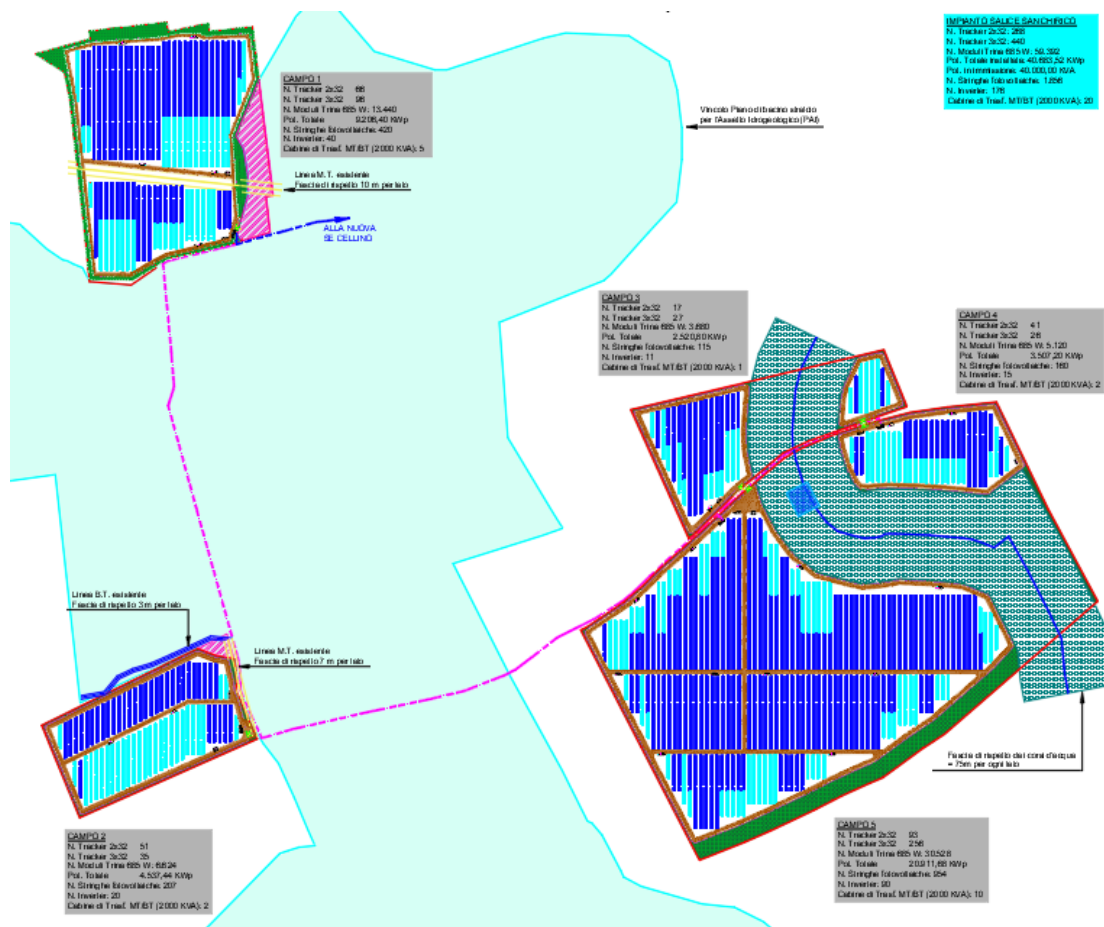 IMPIANTO SALICE SANCHIRICO
N. Tracker 2x32: 268
N. Tracker 3x32: 440
N. Moduli Trina 685 W: 59.392
Pot. Totale installata: 40.683,52 KWp
Pot. in immissione: 40.000,00 KVA
N. Stringhe fotovoltaiche: 1.856
N. Inverter: 176
Cabine di Trasf. MT/BT (2000 KVA): 20
CAMPO 1
N. Tracker 2x32 66
N. Tracker 3x32 96
N. Moduli Trina 685 W: 13.440
Pot. Totale 9.206,40 KWp
N. Stringhe fotovoltaiche: 420
N. Inverter: 40
Cabine di Trasf. MT/BT (2000 KVA): 5
Vincolo Piano di bacino stralcio
per l'Assetto Idrogeologico (PAI)
Linea M.T. esistente
Fascia di rispetto 10 m per lato
ALLA NUOVA
SE CELLINO
CAMPO 3
N. Tracker 2x32 17
N. Tracker 3x32 27
N. Moduli Trina 685 W: 3.680
Pot. Totale 2.520,80 KWp
N. Stringhe fotovoltaiche: 115
N. Inverter: 11
Cabine di Trasf. MT/BT (2000 KVA): 1
CAMPO 4
N. Tracker 2x32 41
N. Tracker 3x32 26
N. Moduli Trina 685 W: 5.120
Pot. Totale 3.507,20 KWp
N. Stringhe fotovoltaiche: 160
N. Inverter: 15
Cabine di Trasf. MT/BT (2000 KVA): 2
Linea B.T. esistente
Fascia di rispetto 3 m per lato
Linea M.T. esistente
Fascia di rispetto 7 m per lato
Fascia di rispetto dei corsi d'acqua
= 75m per ogni lato
CAMPO 2
N. Tracker 2x32 51
N. Tracker 3x32 35
N. Moduli Trina 685 W: 6.624
Pot. Totale 4.537,44 KWp
N. Stringhe fotovoltaiche: 207
N. Inverter: 20
Cabine di Trasf. MT/BT (2000 KVA): 2
CAMPO 5
N. Tracker 2x32 93
N. Tracker 3x32 256
N. Moduli Trina 685 W: 30.528
Pot. Totale 20.911,68 KWp
N. Stringhe fotovoltaiche: 954
N. Inverter: 90
Cabine di Trasf. MT/BT (2000 KVA): 10